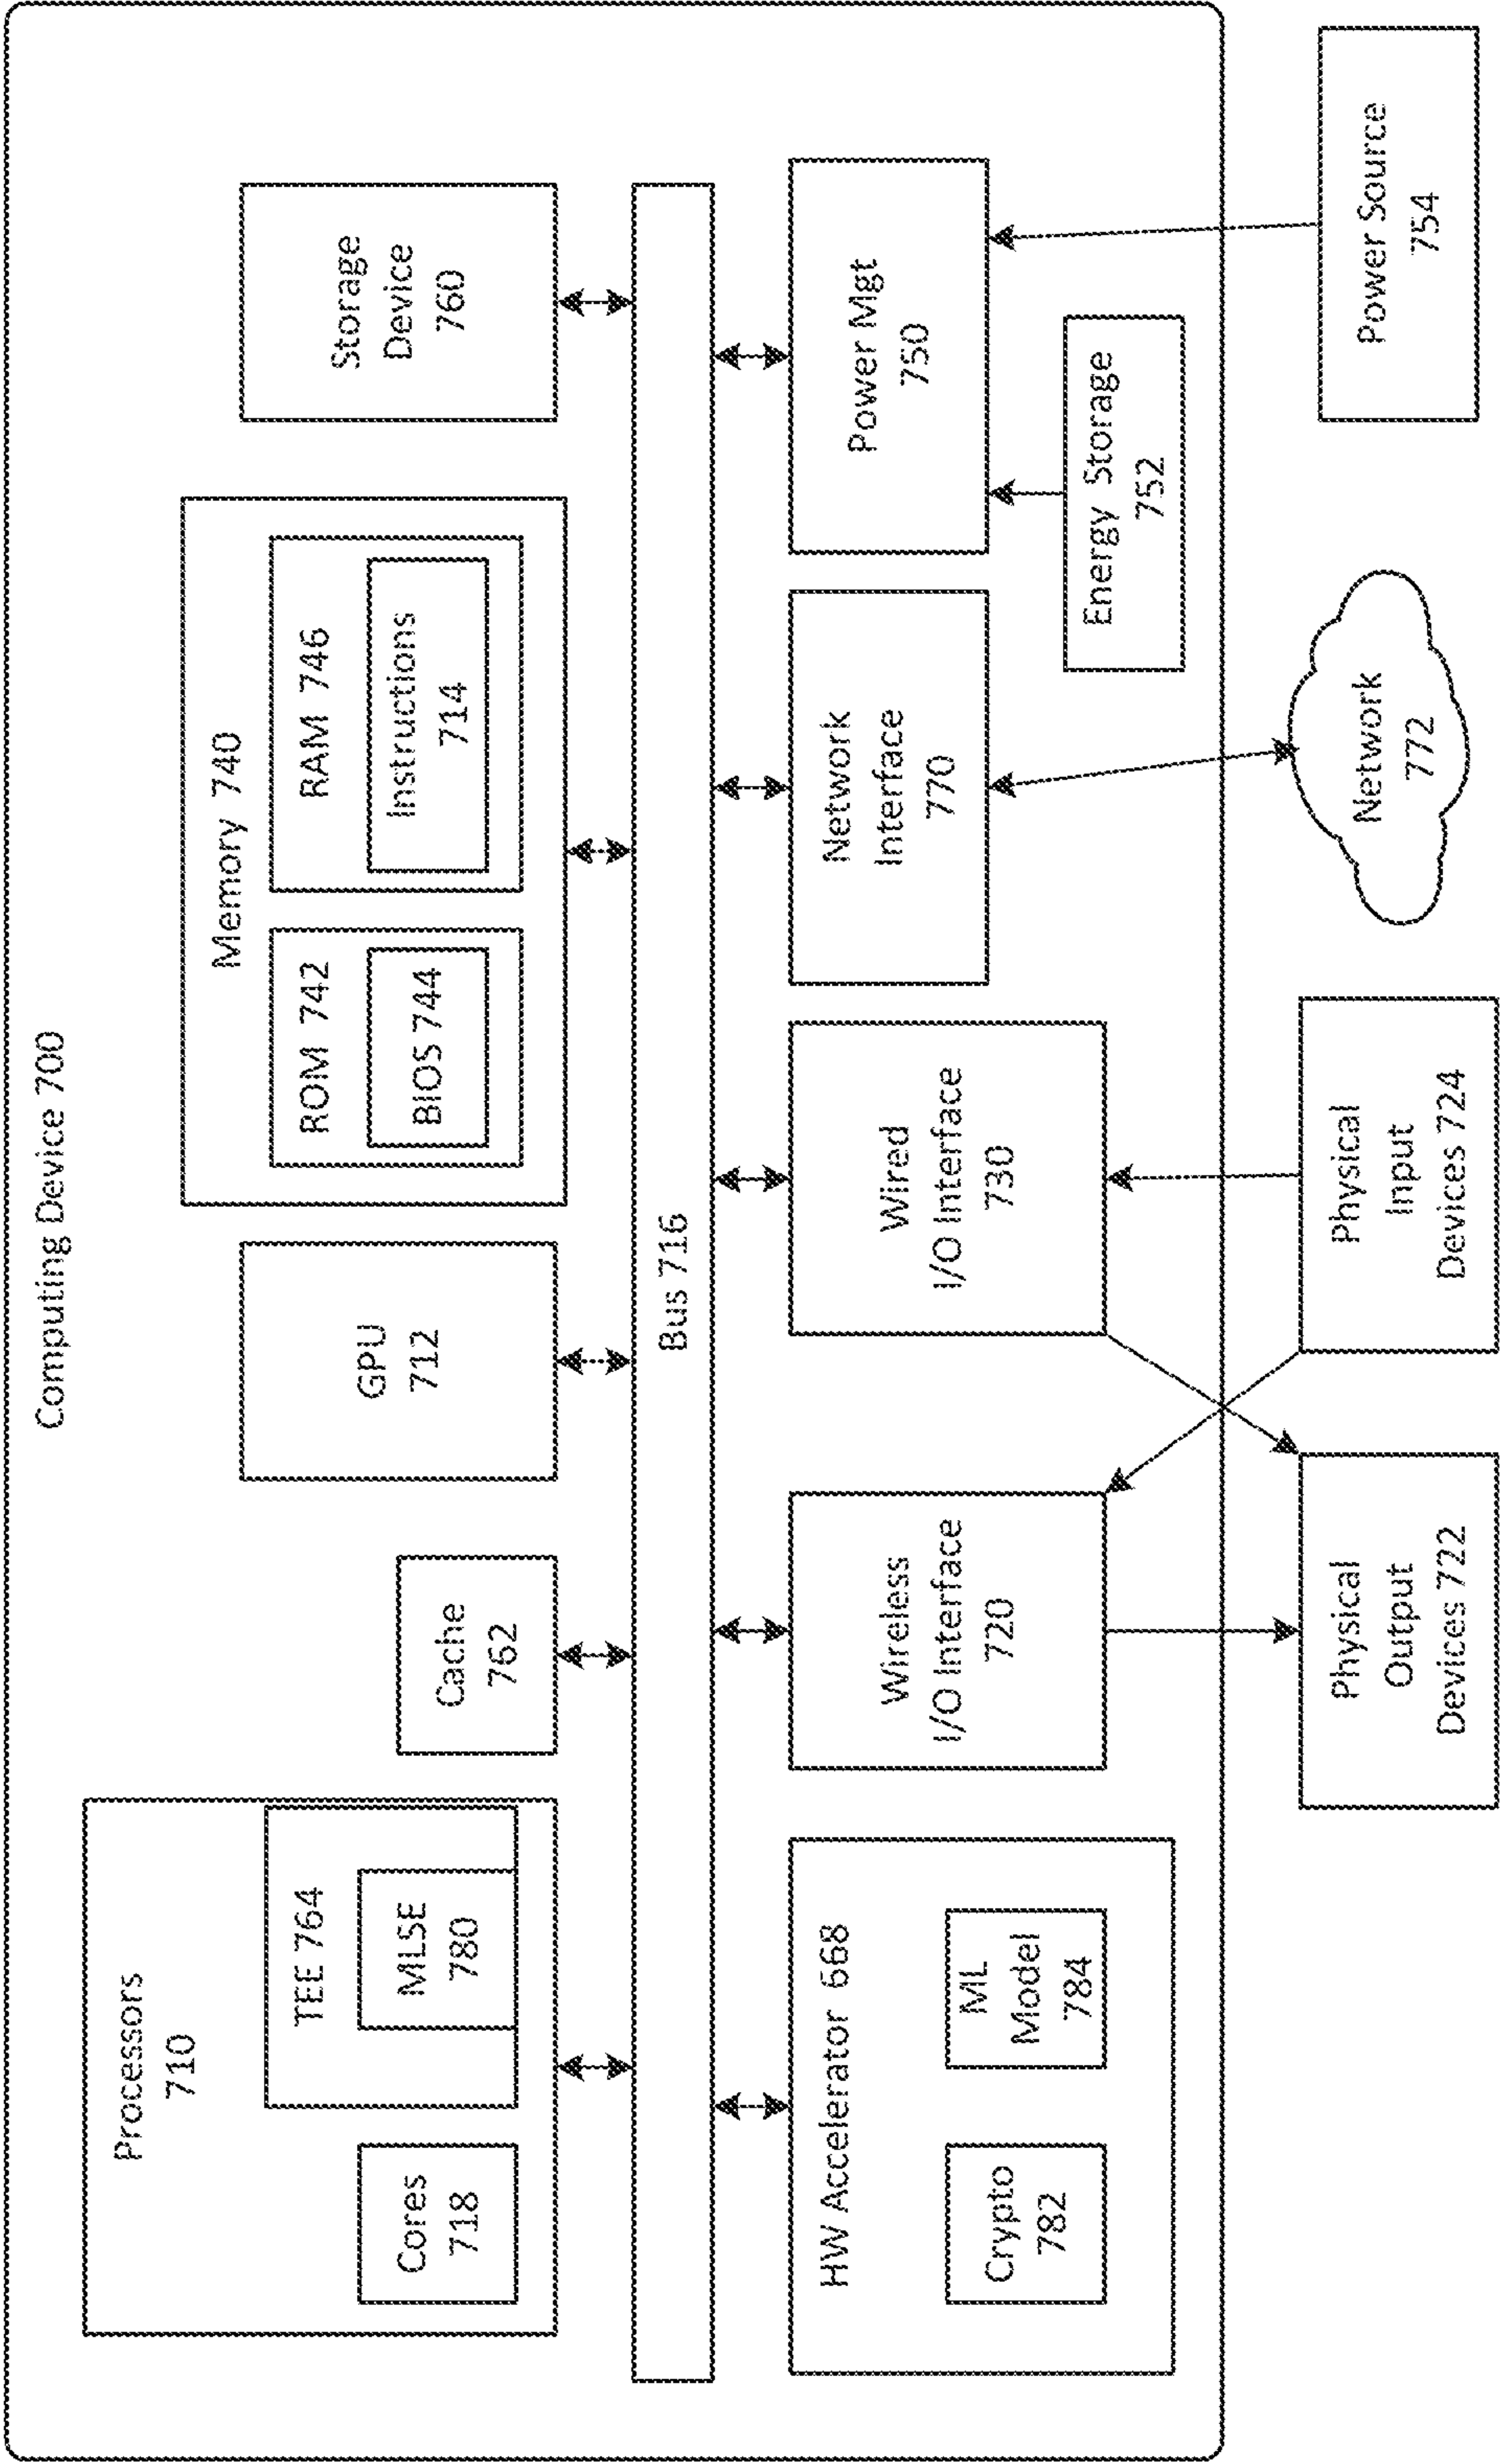 Computing Device 700
Processors
710
Cores
718
TEE 764
MLSE
780
Cache
762
GPU
712
Memory 740
ROM 742
BIOS 744
RAM 746
Instructions
714
Storage
Device
760
Bus 716
HW Accelerator 668
Crypto
782
ML
Model
784
Wireless
I/O Interface
720
Wired
I/O Interface
730
Network
Interface
770
Power Mgt
750
Energy Storage
752
Physical
Output
Devices 722
Physical
Input
Devices 724
Network
772
Power Source
754